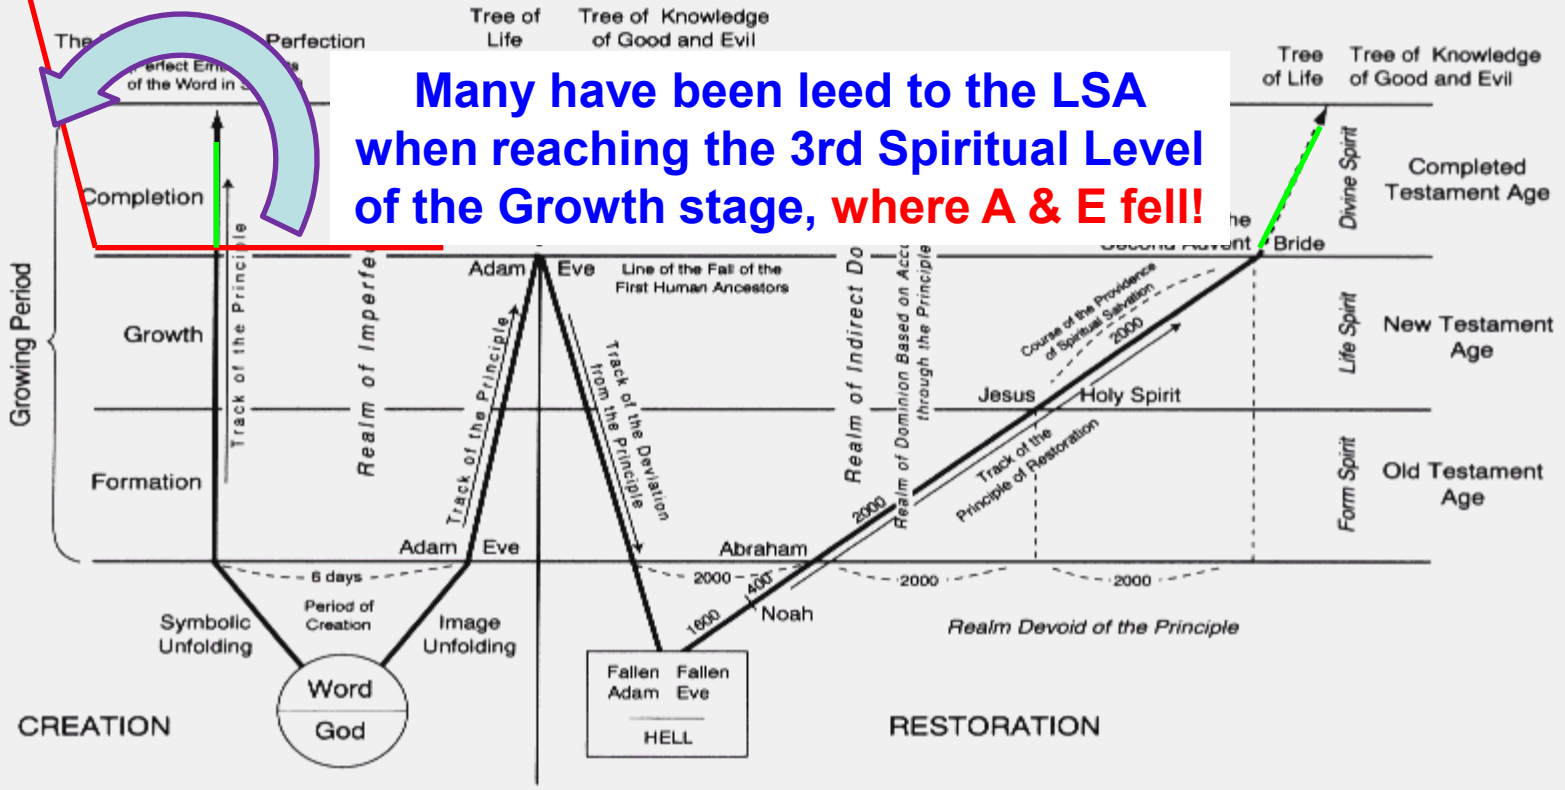 Tree of
Life
Tree of Knowledge
of Good and Evil
The
Perfection
of the Word in
Tree
of Life
Tree of Knowledge
of Good and Evil
Many have been leed to the LSA
when reaching the 3rd Spiritual Level
of the Growth stage, where A & E fell!
Growing Period
Completion
Growth
Formation
Track of the Principle
Realm of
Adam
Eve
Line of the Fall of the
First Human Ancestors
Track of the Principle
Track of the Deviation
from the Principle
Realm of Indirect
Realm of Dominion Based on
through the Principle
Second Advent
Bride
Course of the Providence
of Spiritual Salvation
2000
Jesus
Holy Spirit
Track of the
Principle of Restoration
2000
Divine Spirit
Life Spirit
Form Spirit
Completed
Testament Age
New Testament
Age
Old Testament
Age
Adam
Eve
Abraham
6 days
2000
400
2000
2000
1600
Noah
Period of
Creation
Symbolic
Unfolding
Image
Unfolding
Realm Devoid of the Principle
Word
God
Fallen Fallen
Adam Eve
HELL
CREATION
RESTORATION